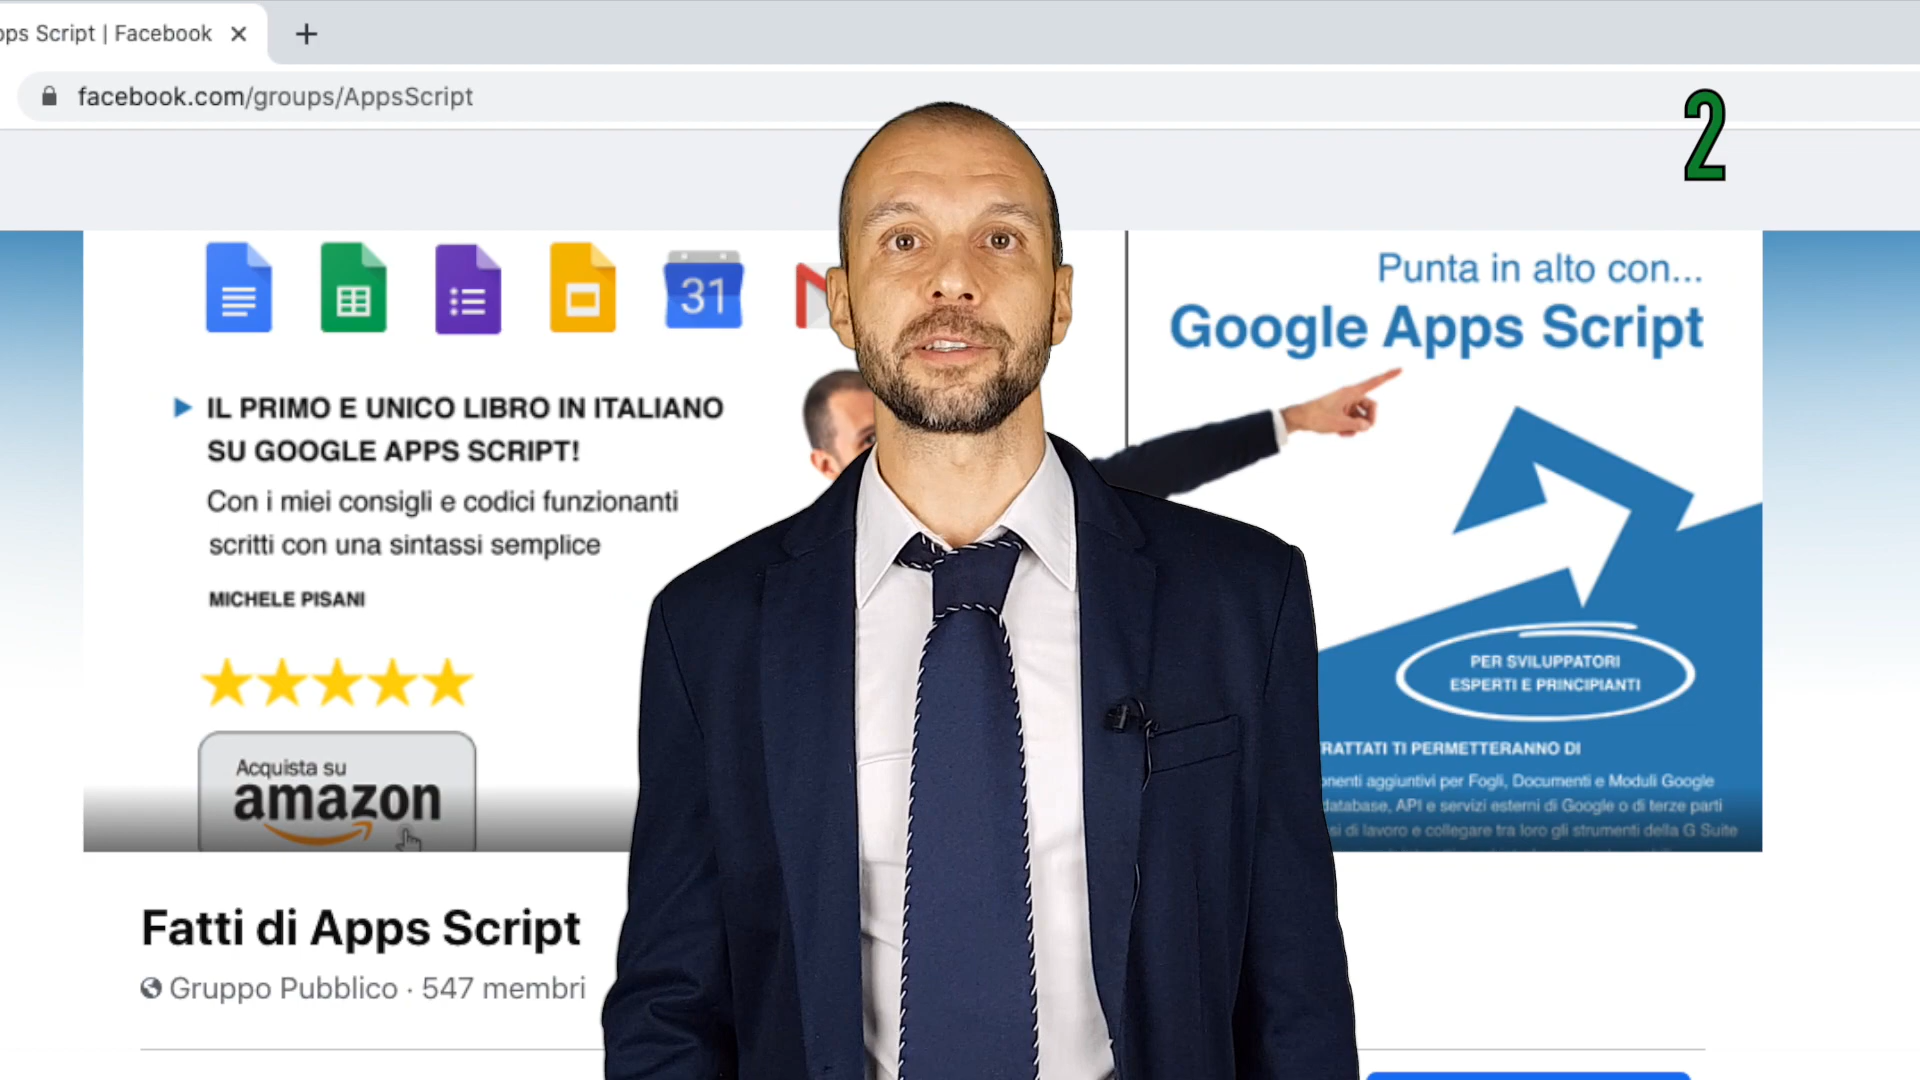 ps Script | Facebook
facebook.com/groups/AppsScript
2
31
IL PRIMO E UNICO LIBRO IN ITALIANO
SU GOOGLE APPS SCRIPT!
Con i miei consigli e codici funzionanti
scritti con una sintassi semplice
MICHELE PISANI
Acquista su
amazon
Punta in alto con...
Google Apps Script
PER SVILUPPATORI
ESPERTI E PRINCIPIANTI
RATTATI TI PERMETTERANNO DI
nenti aggiuntivi per Fogli, Documenti e Moduli Google
database, API e servizi esterni di Google o di terze parti
si di lavoro e collegare tra loro gli strumenti della G Suite
Fatti di Apps Script
Gruppo Pubblico · 547 membri